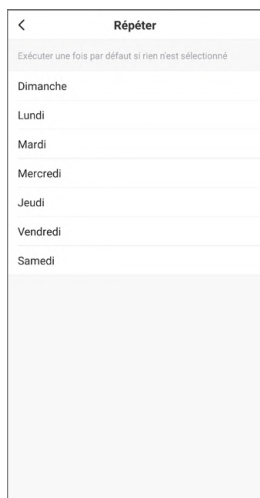 Répéter
Exécuter une fois par défaut si rien n'est sélectionné
Dimanche
Lundi
Mardi
Mercredi
Jeudi
Vendredi
Samedi